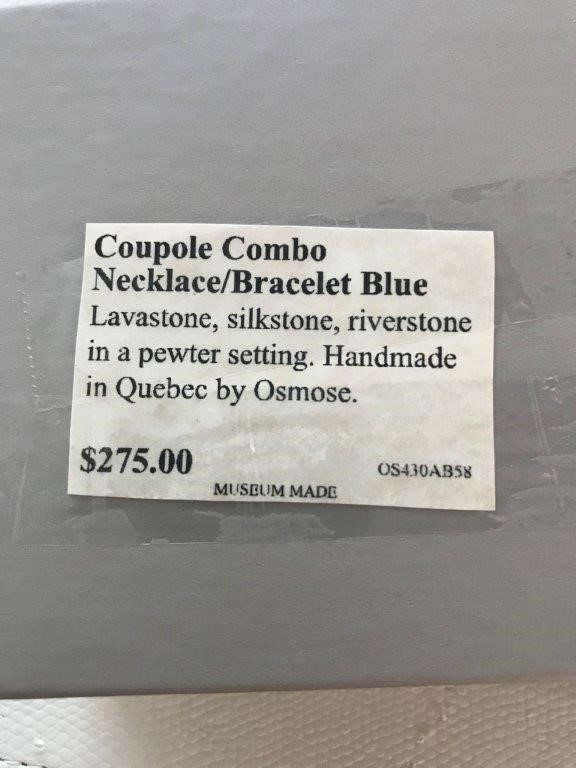 Coupole Combo
Necklace/Bracelet Blue
Lavastone, silkstone, riverstone
in a pewter setting. Handmade
in Quebec by Osmose.
$275.00
OS430AB58
MUSEUM MADE